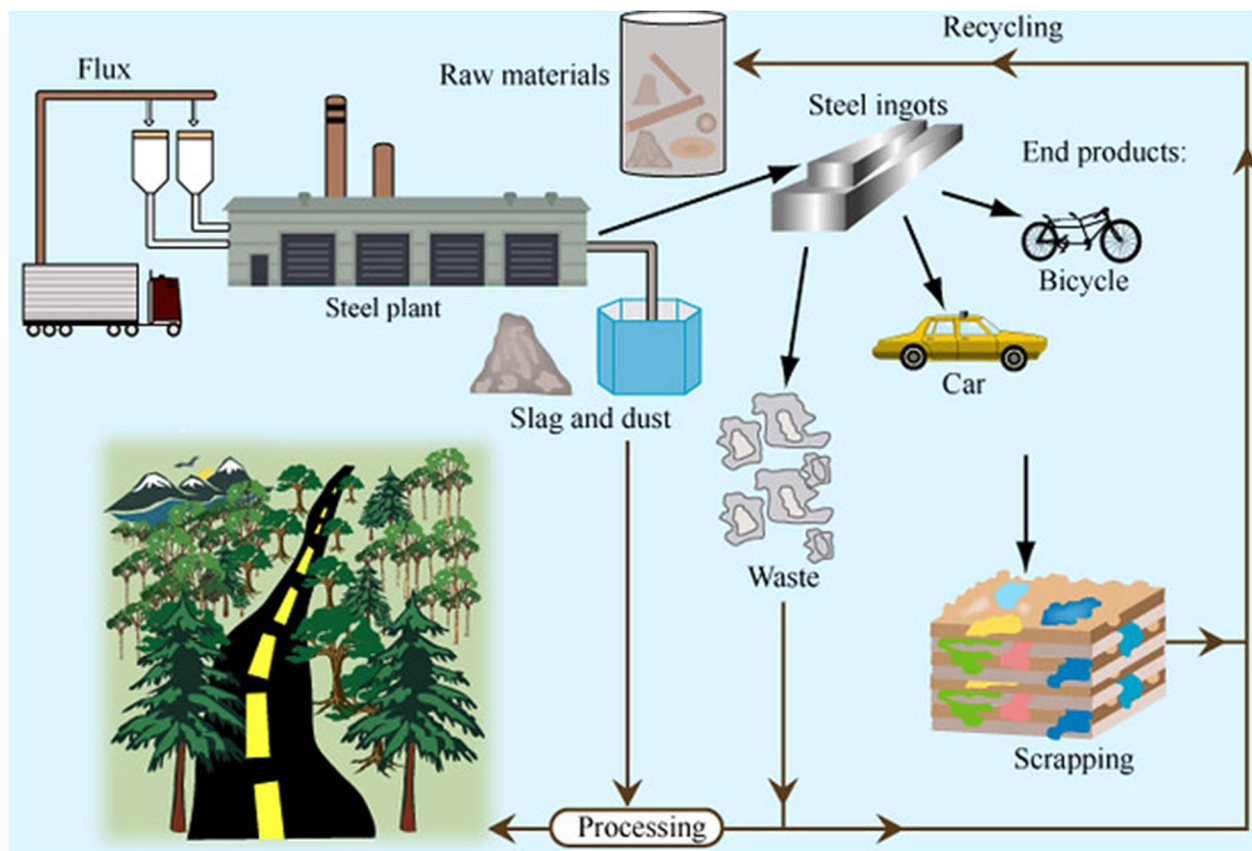 Recycling
Flux
Raw materials
Steel ingots
End products:
Bicycle
Steel plant
Car
Slag and dust
Waste
Scrapping
Processing